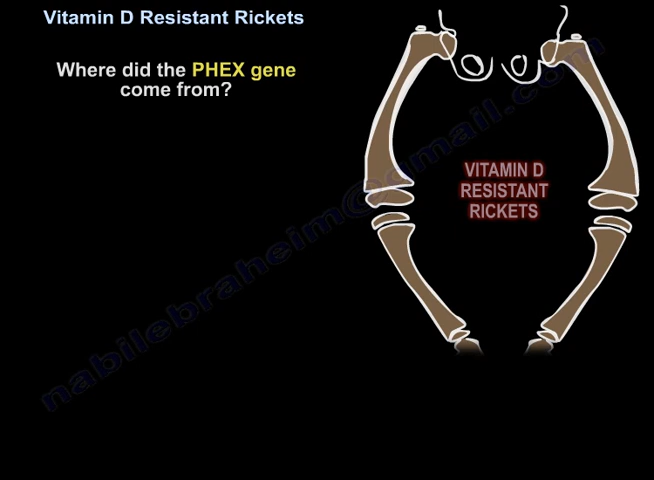 Vitamin D Resistant Rickets
Where did the PHEX gene
come from?
VITAMIN D
RESISTANT
RICKETS
nabilebraheim@gmail.com